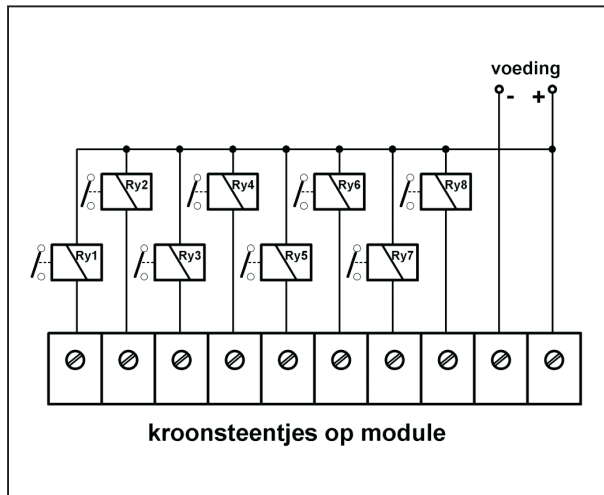 voeding
- +
Ry2 Ry4 Ry6 Ry8
Ry1 Ry3 Ry5 Ry7
kroonsteentjes op module